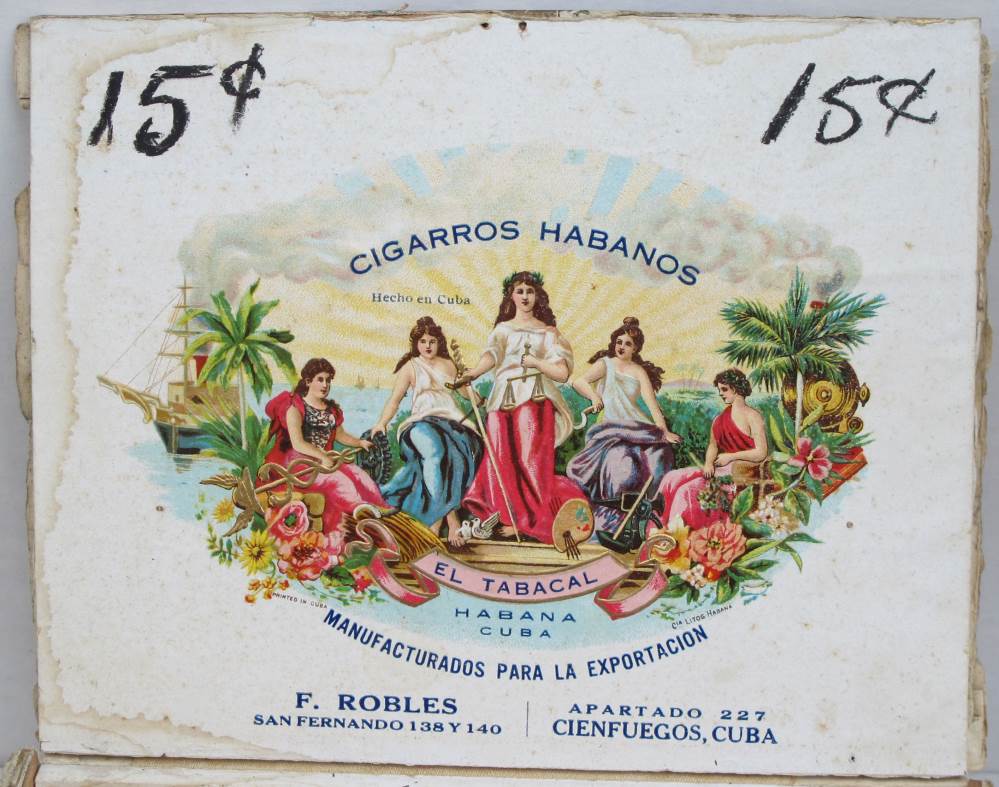 15¢ 15¢
CIGARROS HABANOS
Hecho en Cuba
EL TABACAL
HABANA
CUBA
PRINTED IN CUBA
Cia LITOG. HABANA
MANUFACTURADOS PARA LA EXPORTACION
F. ROBLES
SAN FERNANDO 138 Y 140
APARTADO 227
CIENFUEGOS, CUBA